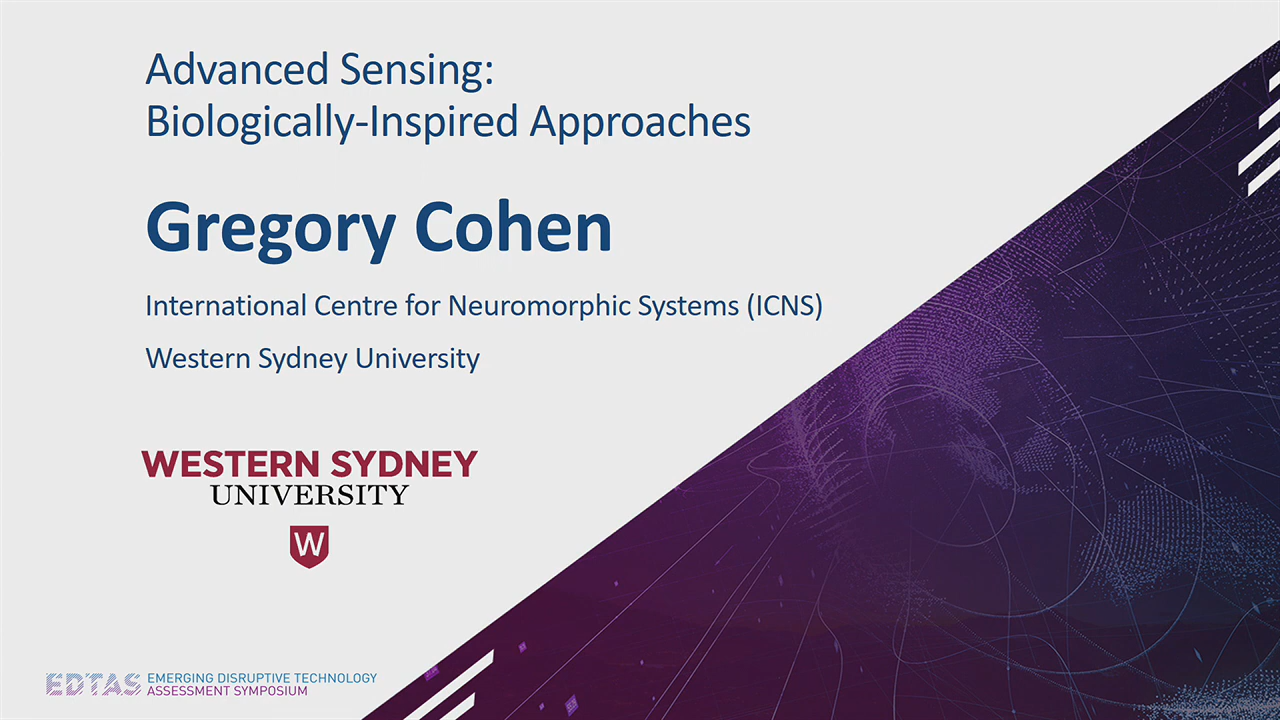 Advanced Sensing:
Biologically-Inspired Approaches
Gregory Cohen
International Centre for Neuromorphic Systems (ICNS)
Western Sydney University
WESTERN SYDNEY
UNIVERSITY
W
EDTAS EMERGING DISRUPTIVE TECHNOLOGY
ASSESSMENT SYMPOSIUM